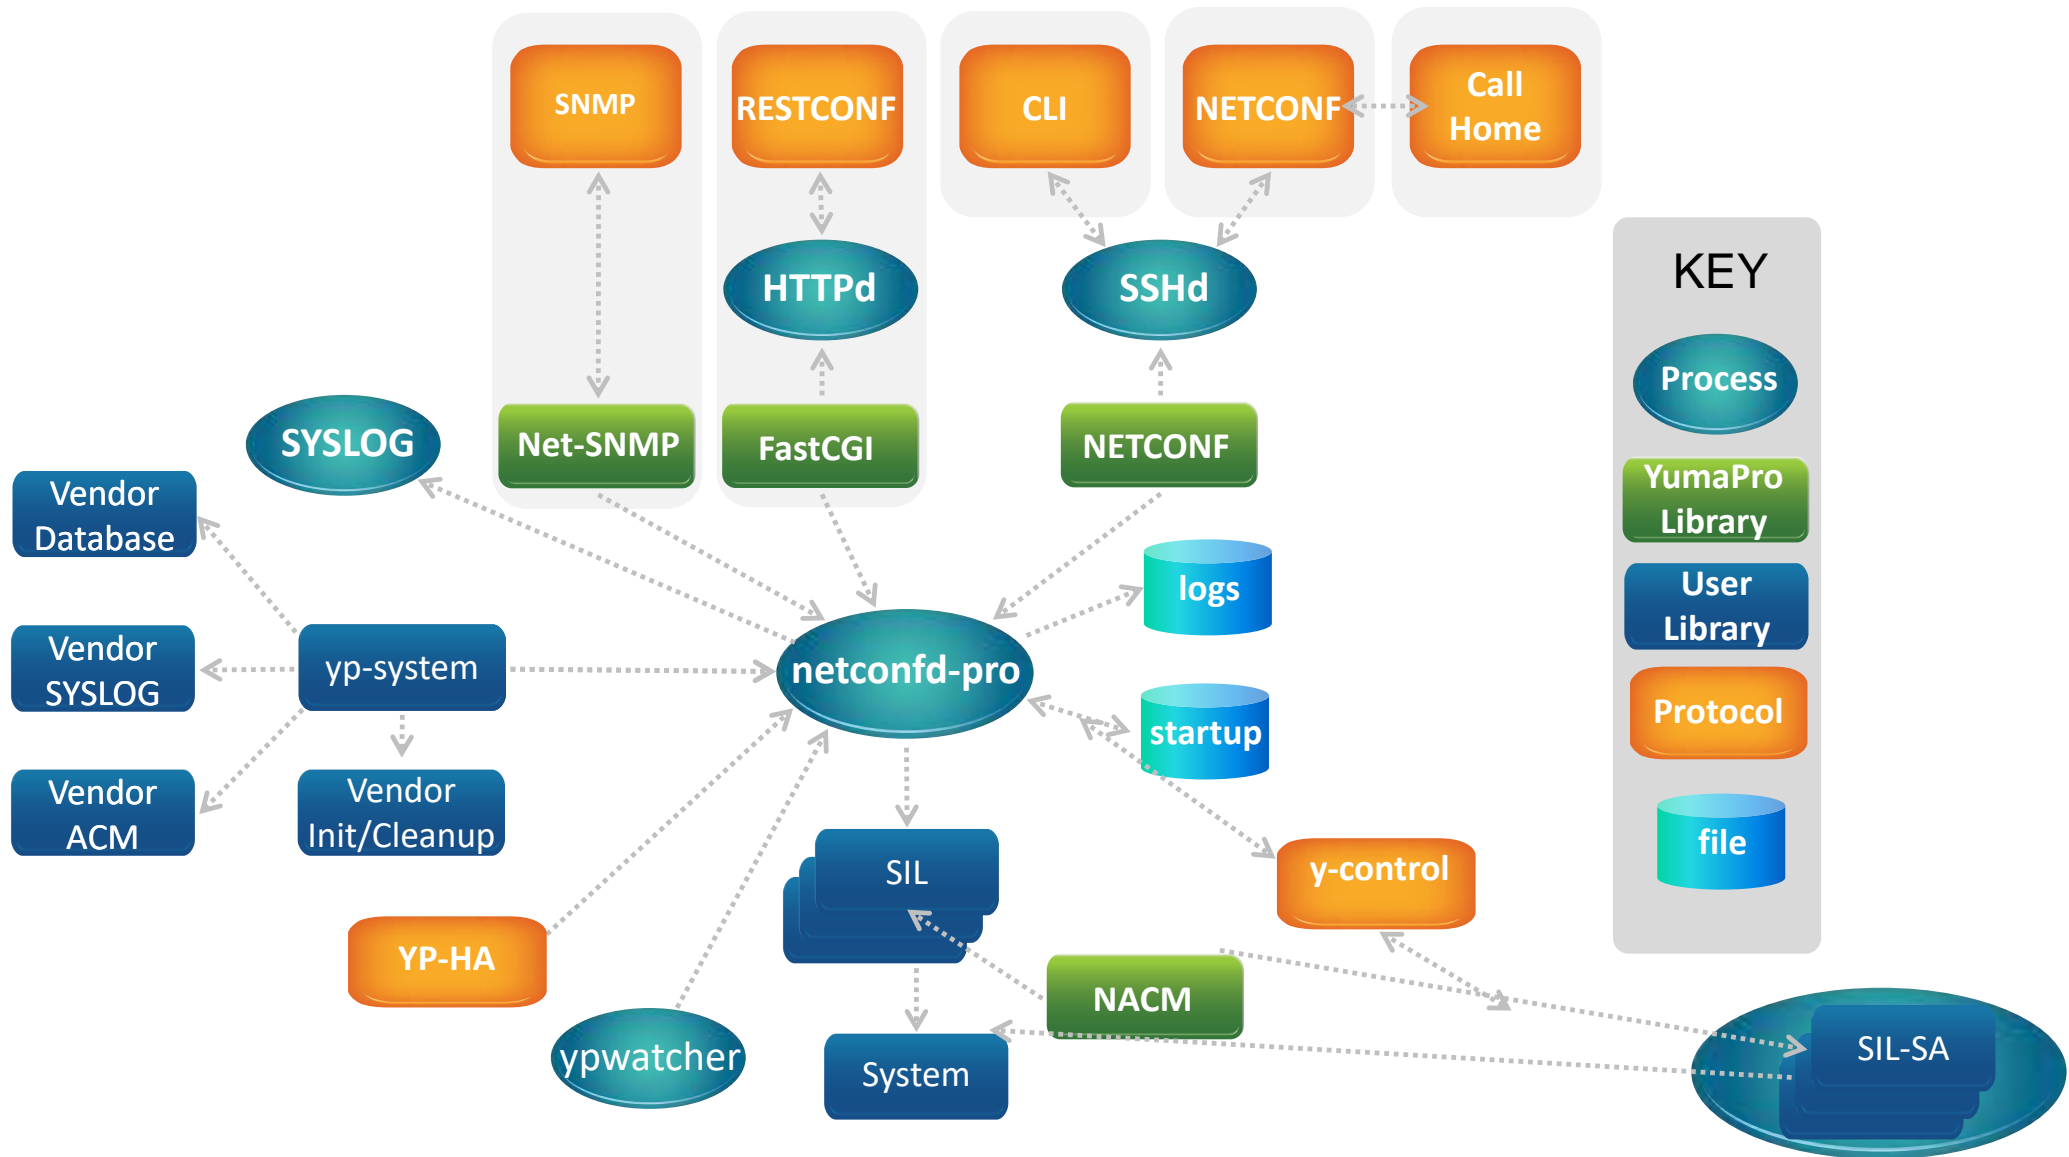 SNMP
RESTCONF
CLI
NETCONF
Call
Home
HTTPd
SSHd
KEY
Process
SYSLOG
Net-SNMP
FastCGI
NETCONF
YumaPro
Library
Vendor
Database
logs
User
Library
Vendor
SYSLOG
yp-system
netconfd-pro
startup
Protocol
Vendor
ACM
Vendor
Init/Cleanup
SIL
y-control
file
YP-HA
NACM
ypwatcher
System
SIL-SA